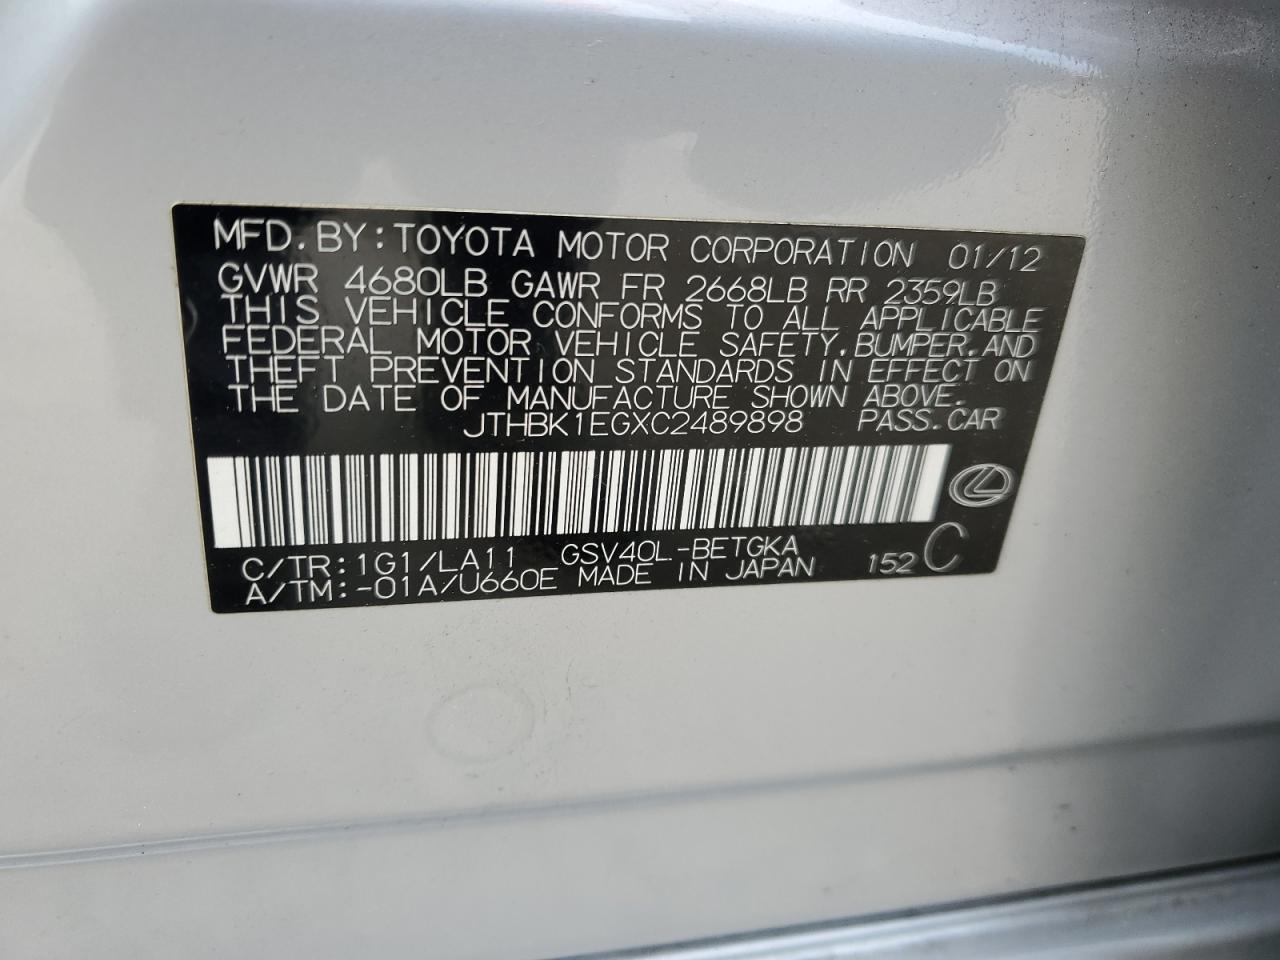 MFD.BY:TOYOTA MOTOR CORPORATION 01/12
GVWR 4680LB GAWR FR 2668LB RR 2359LB
THIS VEHICLE CONFORMS TO ALL APPLICABLE
FEDERAL MOTOR VEHICLE SAFETY,BUMPER,AND
THEFT PREVENTION STANDARDS IN EFFECT ON
THE DATE OF MANUFACTURE SHOWN ABOVE.
JTHBK1EGXC2489898 PASS.CAR
C/TR:1G1/LA11 GSV40L-BETGKA
A/TM:-01A/U660E MADE IN JAPAN 152 C